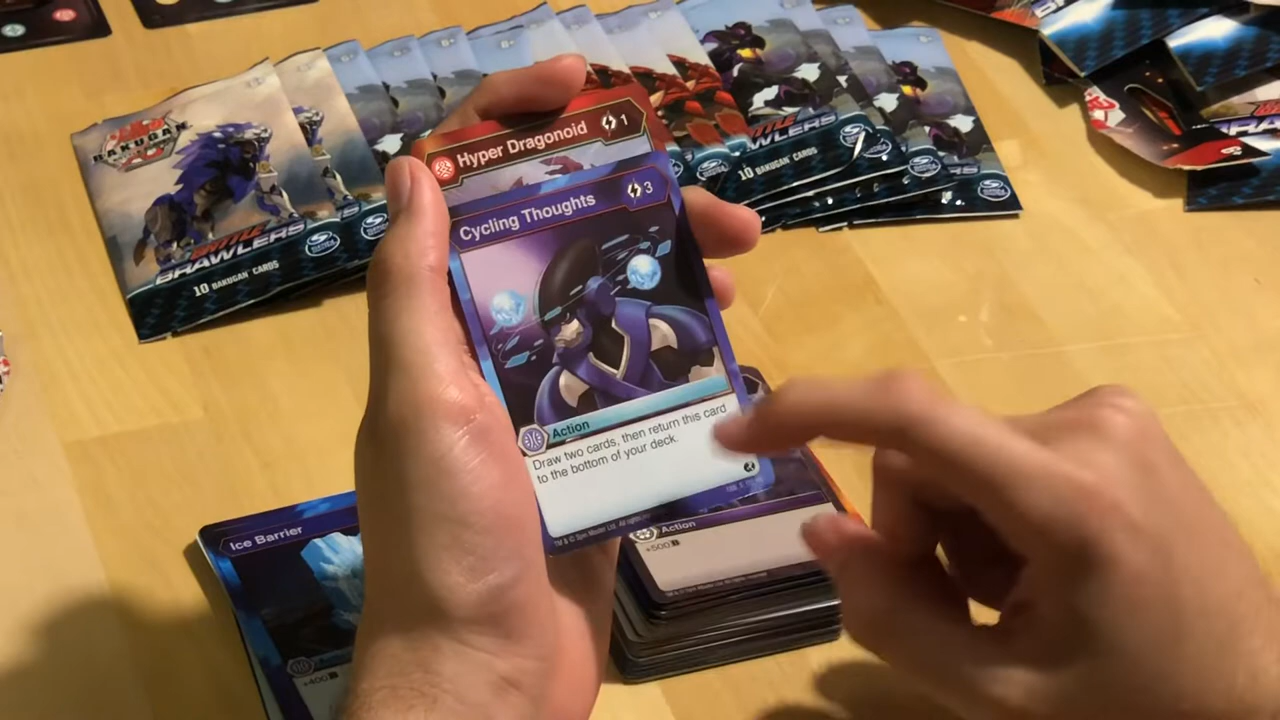 BAKUGAN
BATTLE
BRAWLERS
10 BAKUGAN CARDS
BATTLE
BRAWLERS
10 BAKUGAN CARDS
Hyper Dragonoid
1
Cycling Thoughts
3
Action
Draw two cards, then return this card
to the bottom of your deck.
Action
+500
Ice Barrier
+400